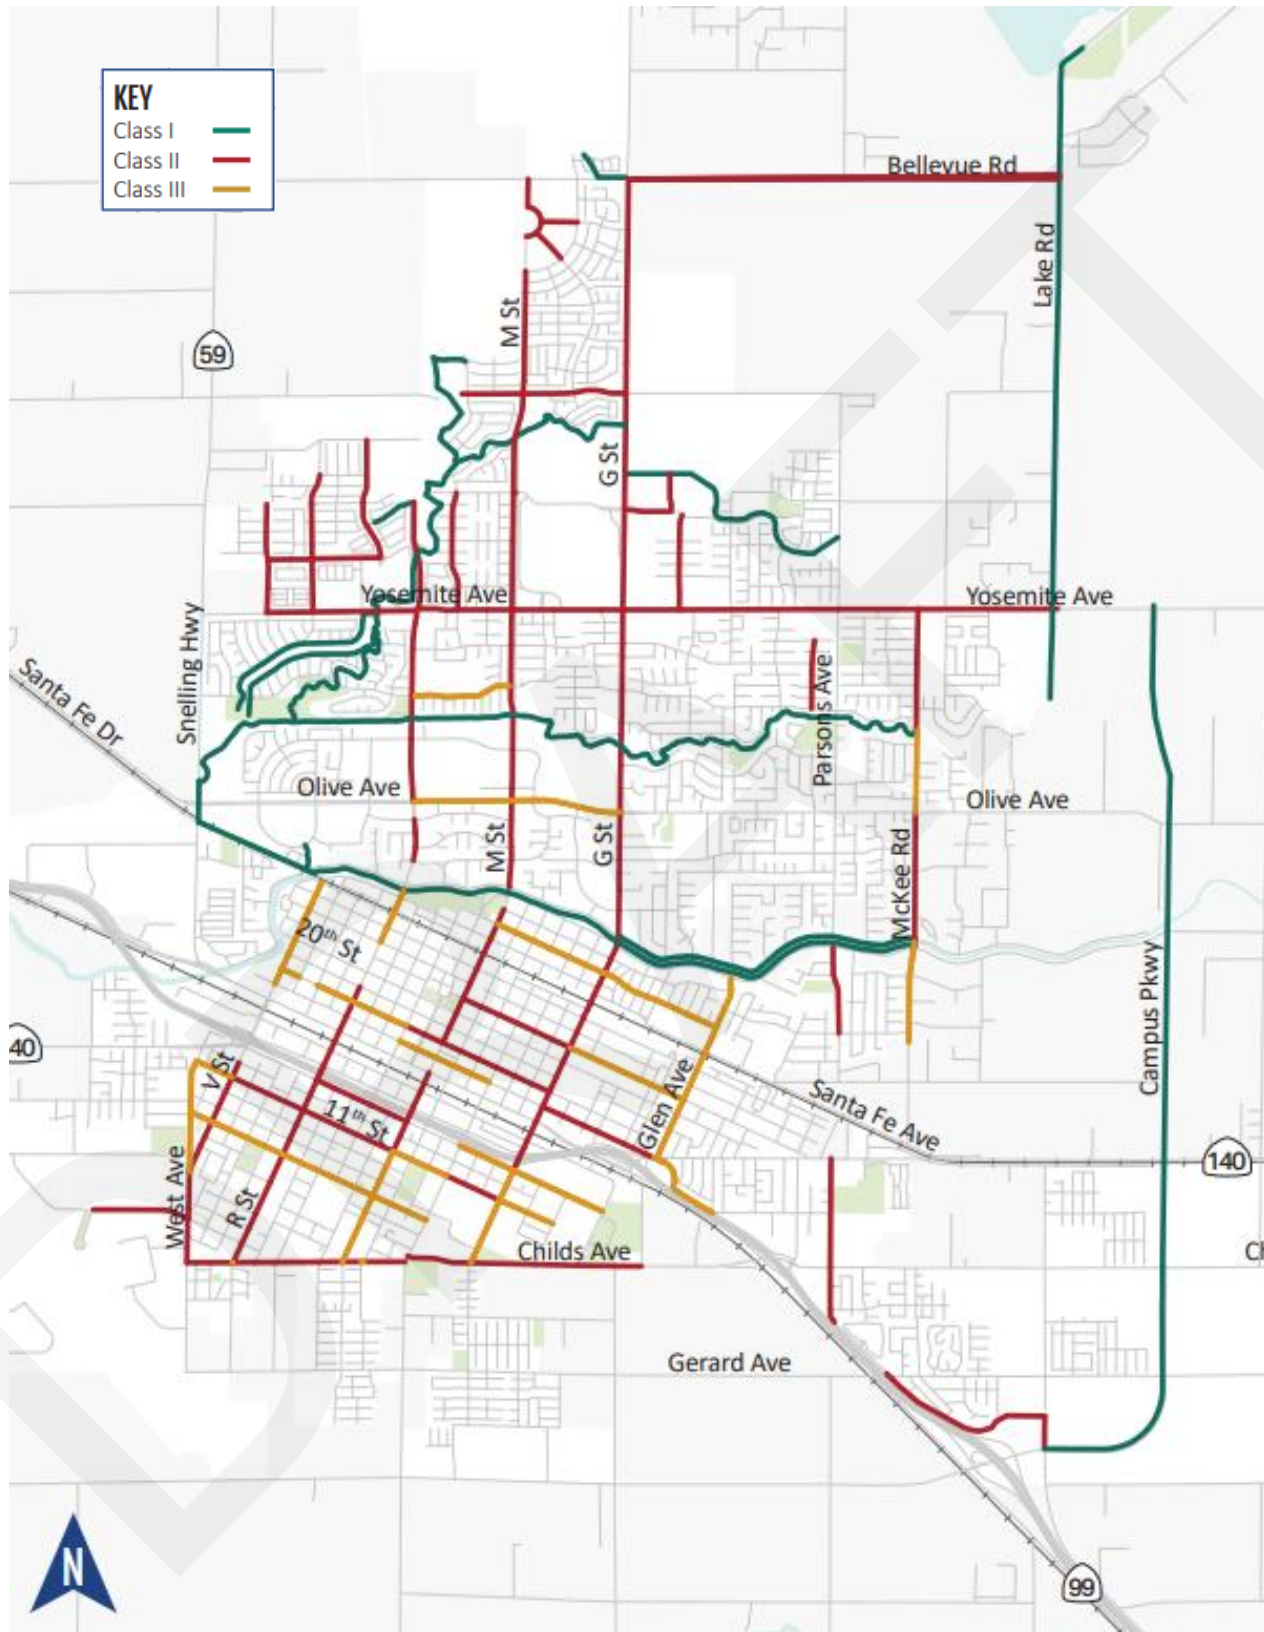 KEY
Class I
Class II
Class III
Bellevue Rd
Lake Rd
M St
59
G St
Yosemite Ave
Yosemite Ave
Snelling Hwy
Santa Fe Dr
Parsons Ave
Olive Ave
Olive Ave
M St
G St
McKee Rd
20th St
Campus Pkwy
40
V St
11th St
Glen Ave
Santa Fe Ave
140
West Ave
R St
Childs Ave
Ch
Gerard Ave
N
99
DRAFT